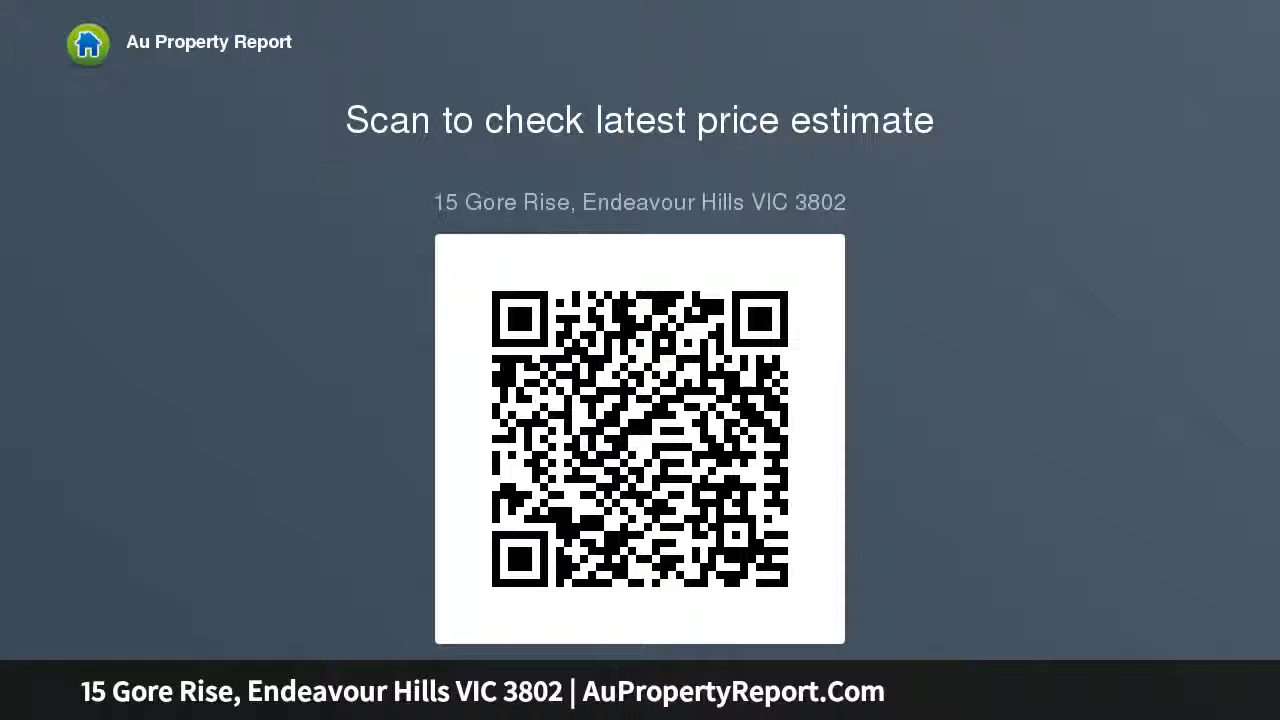 Au Property Report
Scan to check latest price estimate
15 Gore Rise, Endeavour Hills VIC 3802
15 Gore Rise, Endeavour Hills VIC 3802 | AuPropertyReport.Com